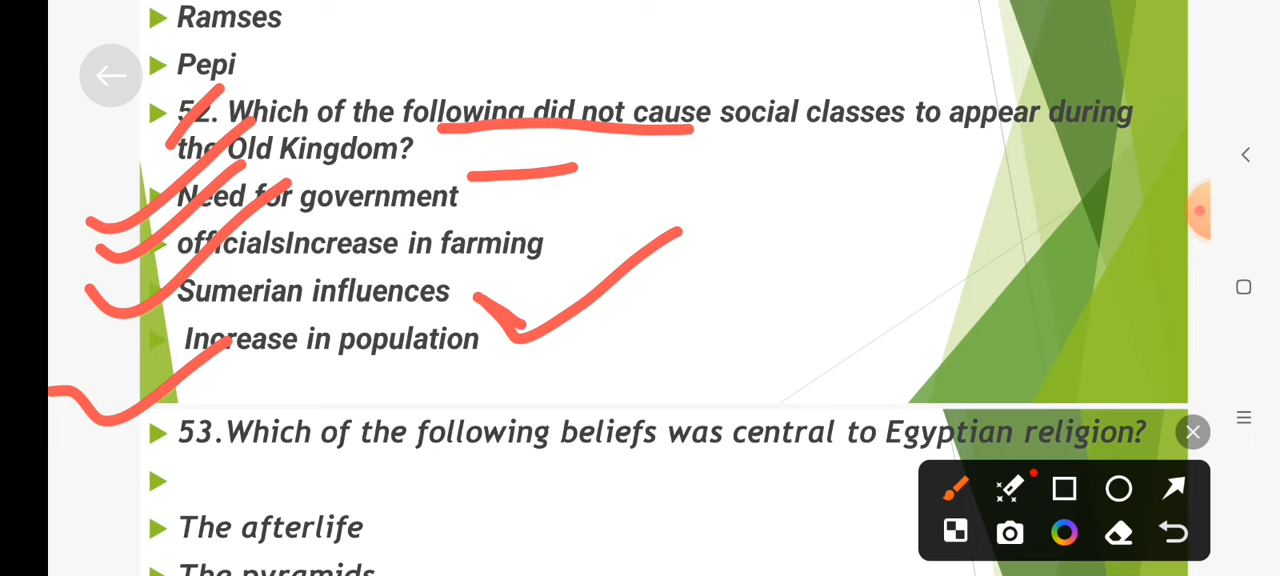 Ramses
Pepi
52. Which of the following did not cause social classes to appear during
the Old Kingdom?
Need for government
officialsIncrease in farming
Sumerian influences
Increase in population
53.Which of the following beliefs was central to Egyptian religion?
The afterlife
The pyramids